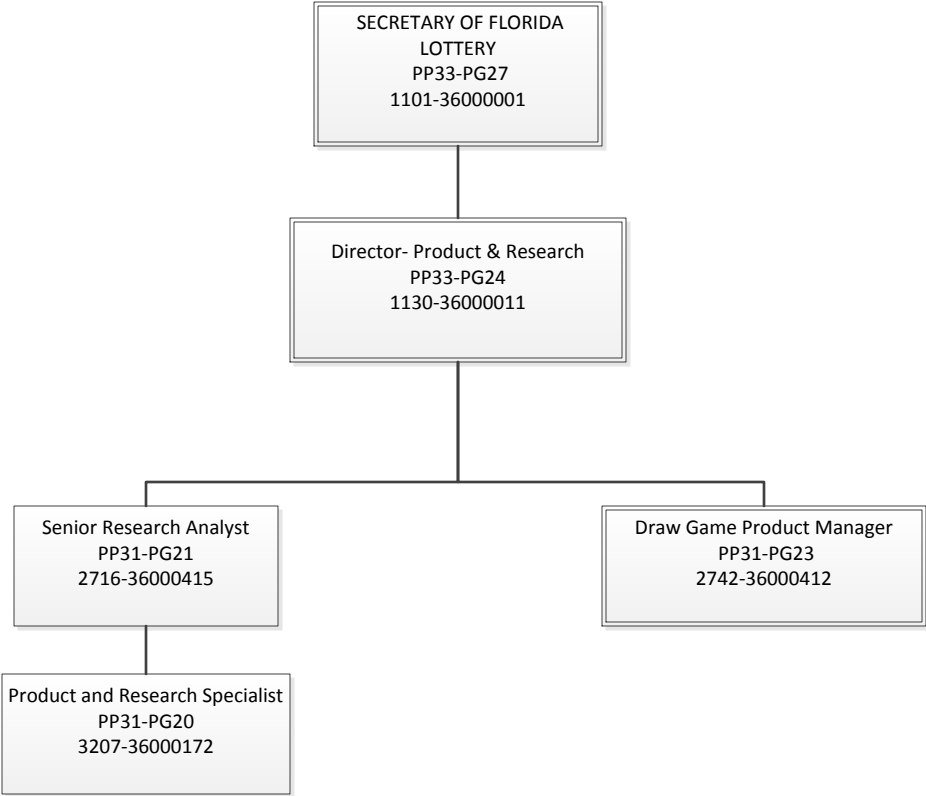 SECRETARY OF FLORIDA
LOTTERY
PP33-PG27
1101-36000001
Director- Product & Research
PP33-PG24
1130-36000011
Senior Research Analyst
PP31-PG21
2716-36000415
Draw Game Product Manager
PP31-PG23
2742-36000412
Product and Research Specialist
PP31-PG20
3207-36000172